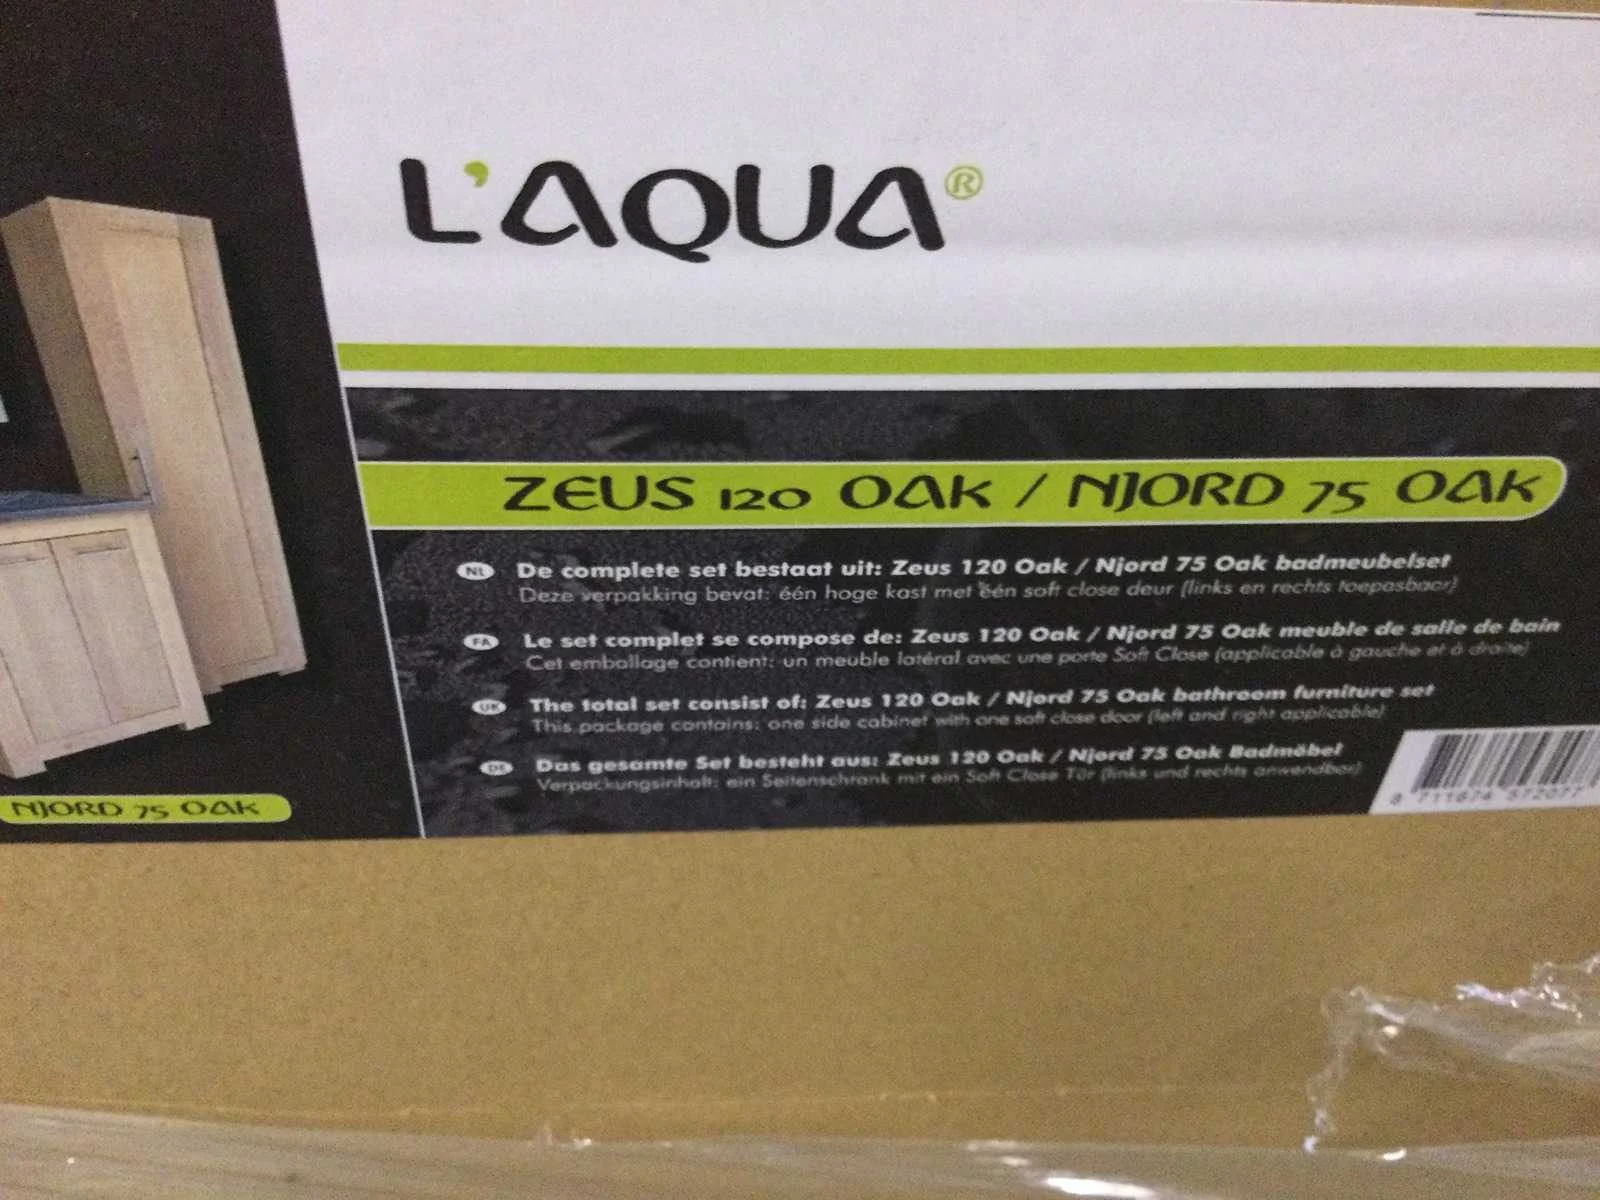 L'AQUA®
ZEUS 120 OAK / NJORD 75 OAK
NL De complete set bestaat uit: Zeus 120 Oak / Njord 75 Oak badmeubelset
Deze verpakking bevat: één hoge kast met één soft close deur (links en rechts toepasbaar)
FA Le set complet se compose de: Zeus 120 Oak / Njord 75 Oak meuble de salle de bain
Cet emballage contient: un meuble latéral avec une porte Soft Close (applicable à gauche et à droite)
UK The total set consist of: Zeus 120 Oak / Njord 75 Oak bathroom furniture set
This package contains: one side cabinet with one soft close door (left and right applicable)
DE Das gesamte Set besteht aus: Zeus 120 Oak / Njord 75 Oak Badmöbel
Verpackungsinhalt: ein Seitenschrank mit ein Soft Close Tür (links und rechts anwendbar)
NJORD 75 OAK